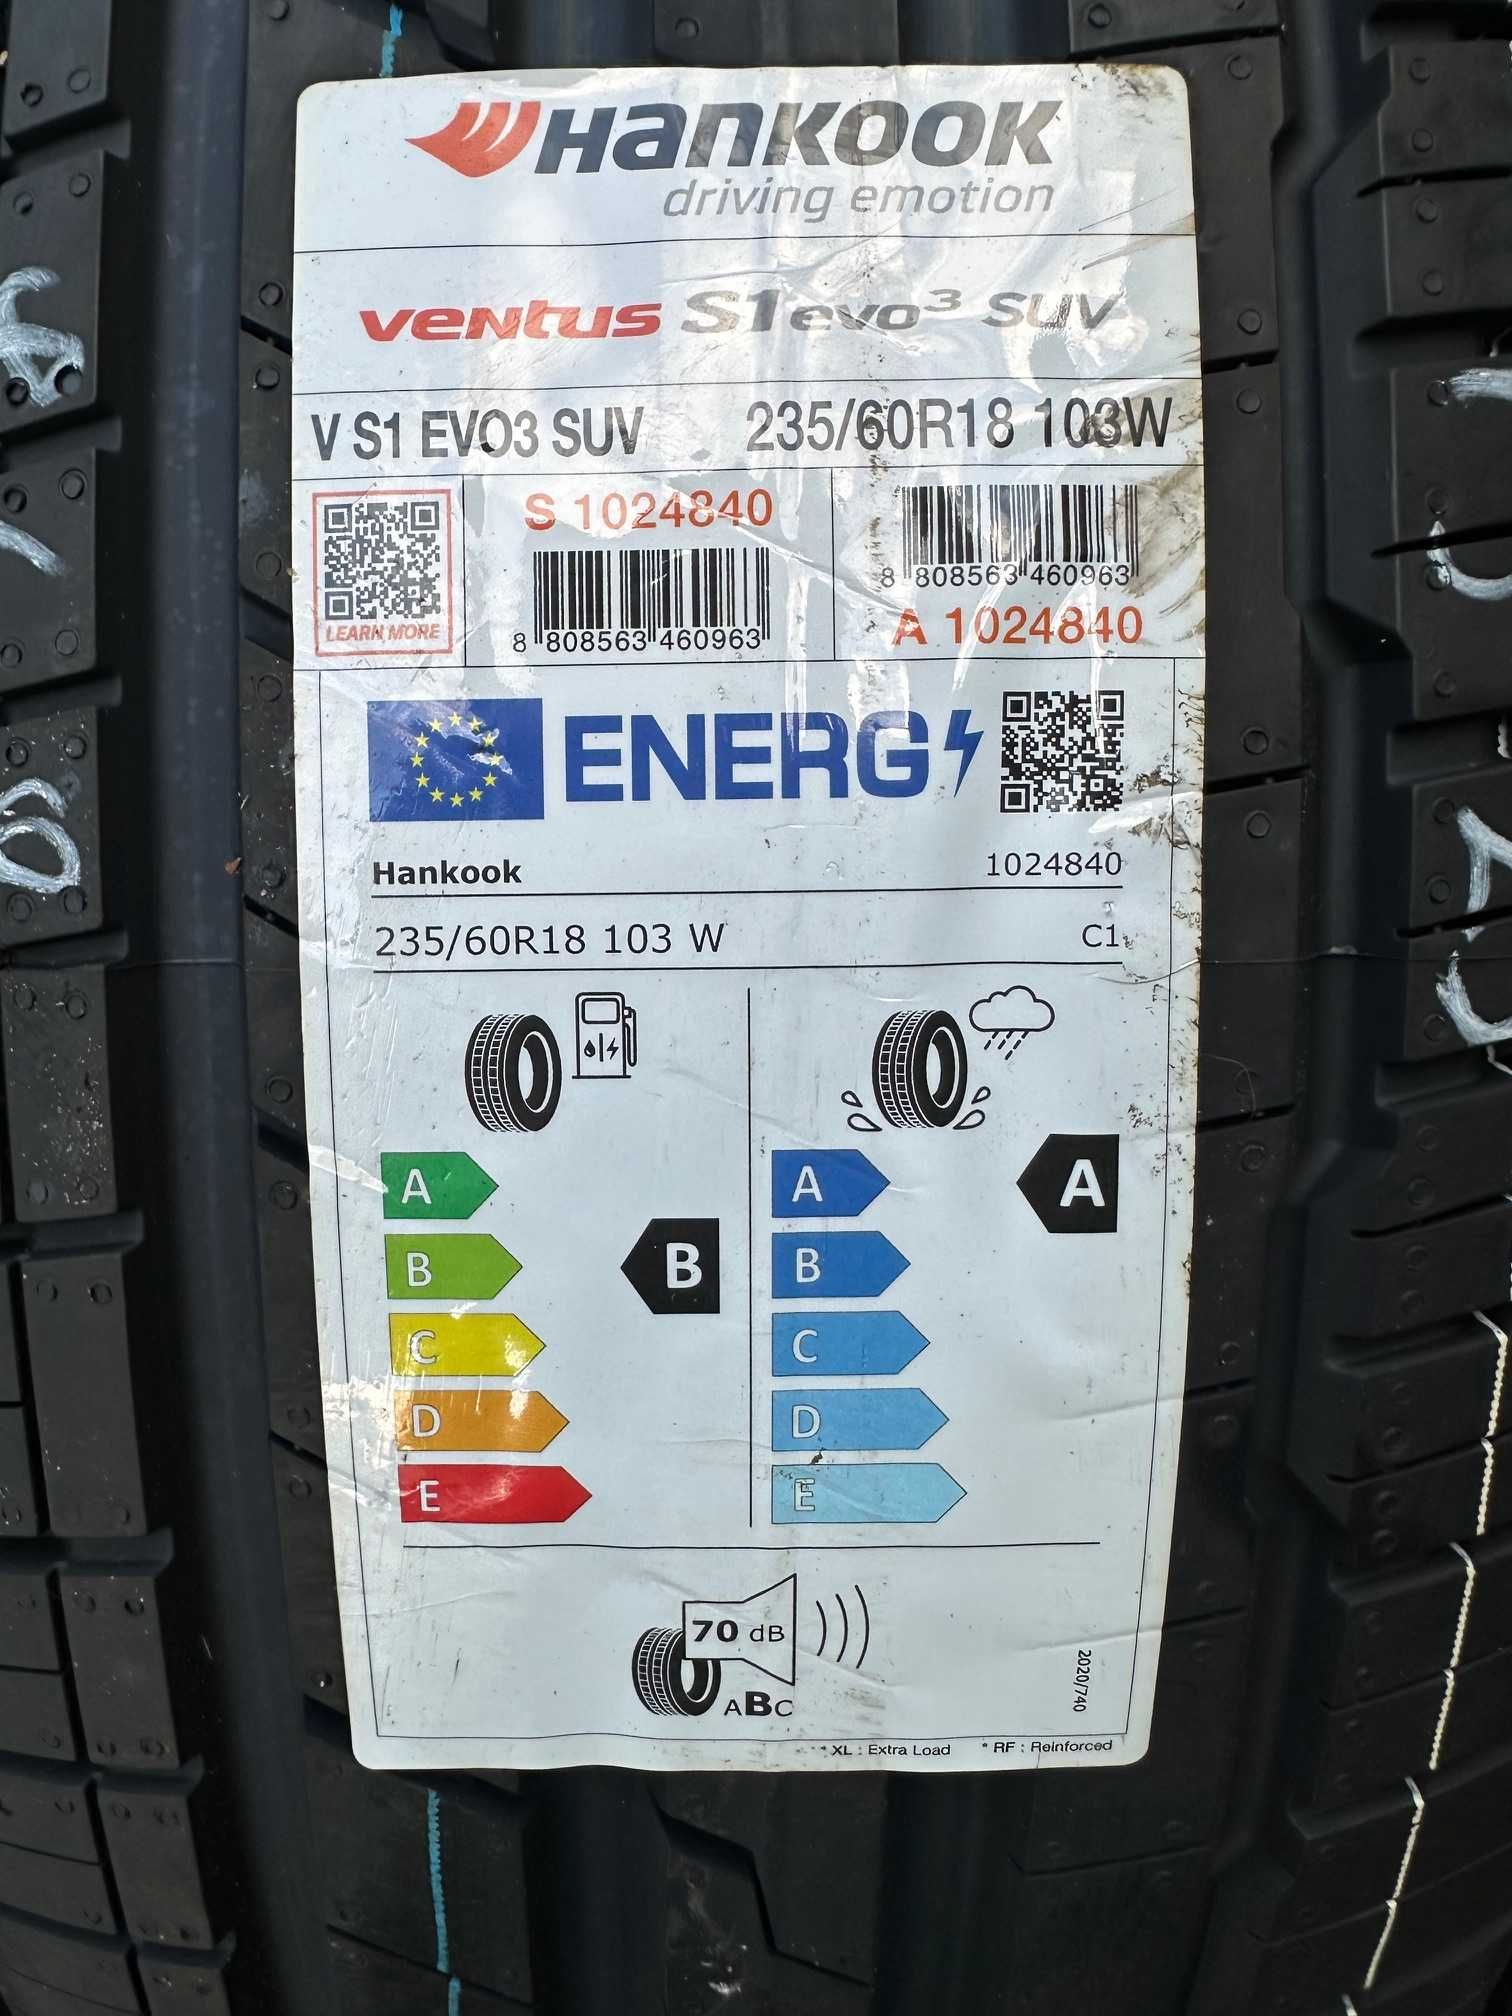 Hankook
driving emotion
ventus S1 evo³ SUV
V S1 EVO3 SUV 235/60R18 103W
LEARN MORE
S 1024840
8 808563 460963
8 808563 460963
A 1024840
ENERG
Hankook 1024840
235/60R18 103 W C1
A
B
C
D
E
B
A
B
C
D
E
A
70 dB
ABC
2020/740
* XL : Extra Load * RF : Reinforced